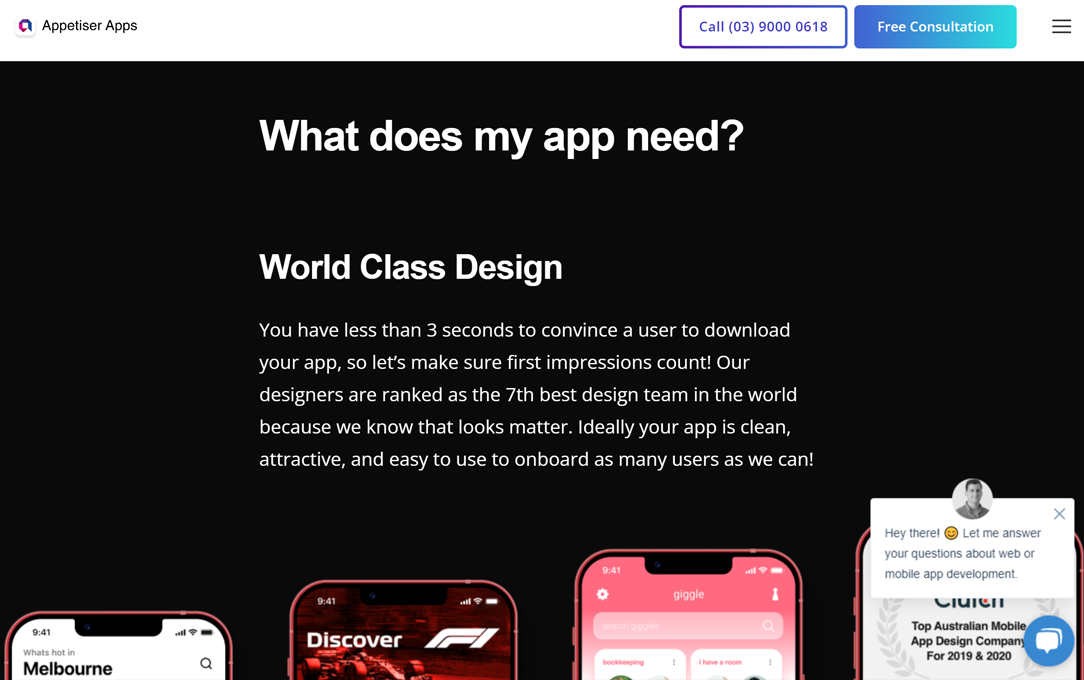 Appetiser Apps
Call (03) 9000 0618
Free Consultation
What does my app need?
World Class Design
You have less than 3 seconds to convince a user to download
your app, so let’s make sure first impressions count! Our
designers are ranked as the 7th best design team in the world
because we know that looks matter. Ideally your app is clean,
attractive, and easy to use to onboard as many users as we can!
Hey there! 😊 Let me answer
your questions about web or
mobile app development.
9:41
Whats hot in
Melbourne
9:41
Discover
F1
9:41
giggle
search giggles
bookkeeping
i have a room
Clutch
Top Australian Mobile
App Design Company
For 2019 & 2020